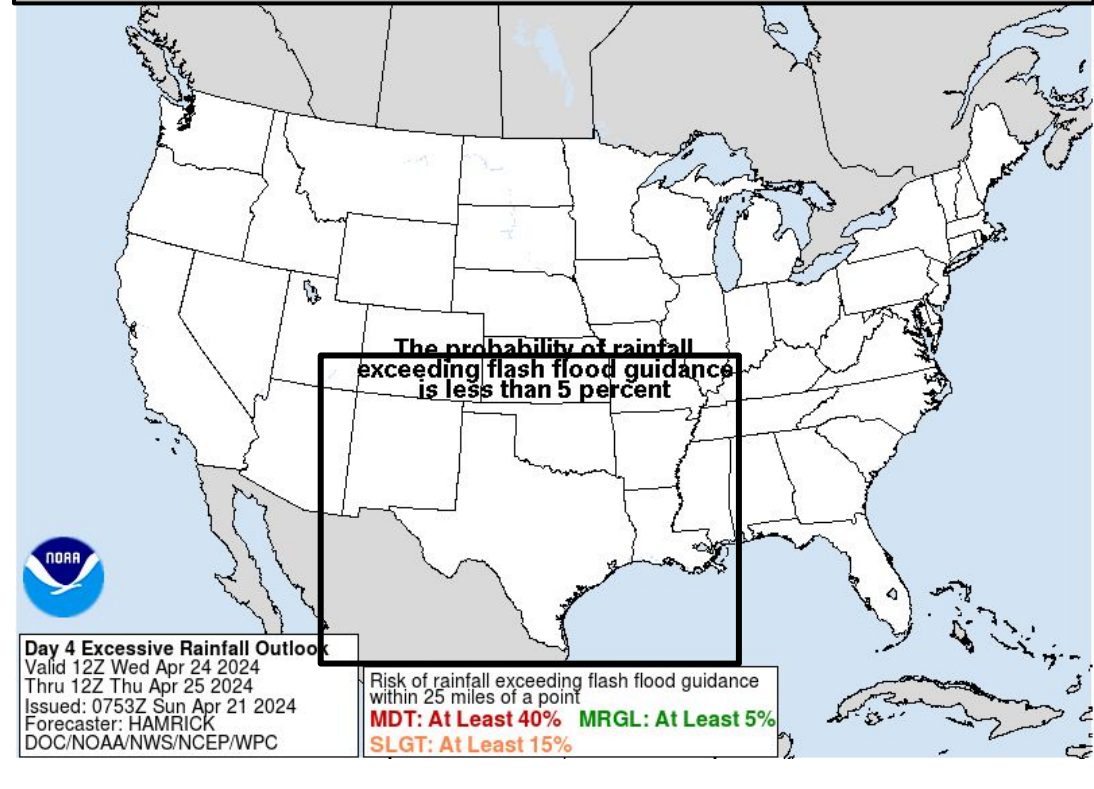 The probability of rainfall
exceeding flash flood guidance
is less than 5 percent
NOAA
Day 4 Excessive Rainfall Outlook
Valid 12Z Wed Apr 24 2024
Thru 12Z Thu Apr 25 2024
Issued: 0753Z Sun Apr 21 2024
Forecaster: HAMRICK
DOC/NOAA/NWS/NCEP/WPC
Risk of rainfall exceeding flash flood guidance
within 25 miles of a point
MDT: At Least 40% MRGL: At Least 5%
SLGT: At Least 15%